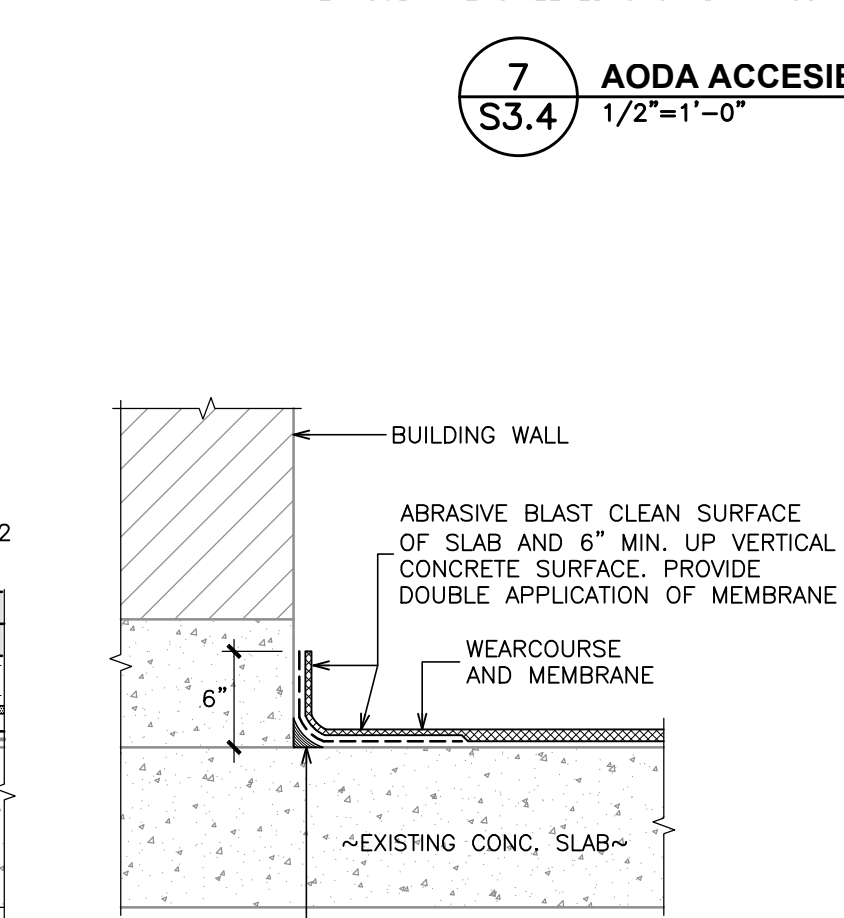 7
S3.4
AODA
1/2"=1'-0"
BUILDING WALL
2
ABRASIVE BLAST CLEAN SURFACE
OF SLAB AND 6" MIN. UP VERTICAL
CONCRETE SURFACE. PROVIDE
DOUBLE APPLICATION OF MEMBRANE
WEARCOURSE
AND MEMBRANE
6"
~EXISTING CONC. SLAB~